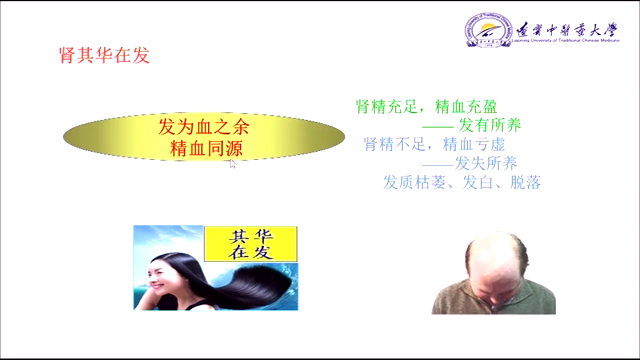 遼寧中醫藥大學
Liaoning University of Traditional Chinese Medicine
肾其华在发
发为血之余
精血同源
肾精充足，精血充盈
—— 发有所养
肾精不足，精血亏虚
——发失所养
发质枯萎、发白、脱落
其华
在发